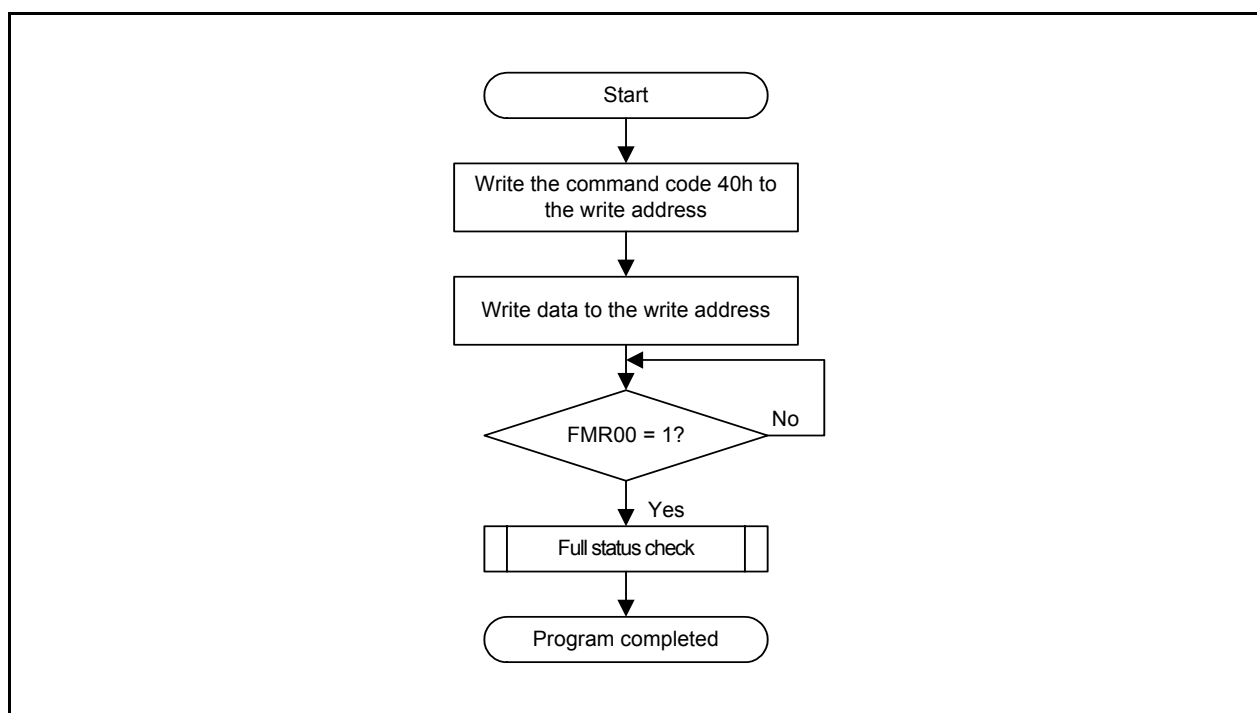 Start
Write the command code 40h to
the write address
Write data to the write address
FMR00 = 1?
No
Yes
Full status check
Program completed